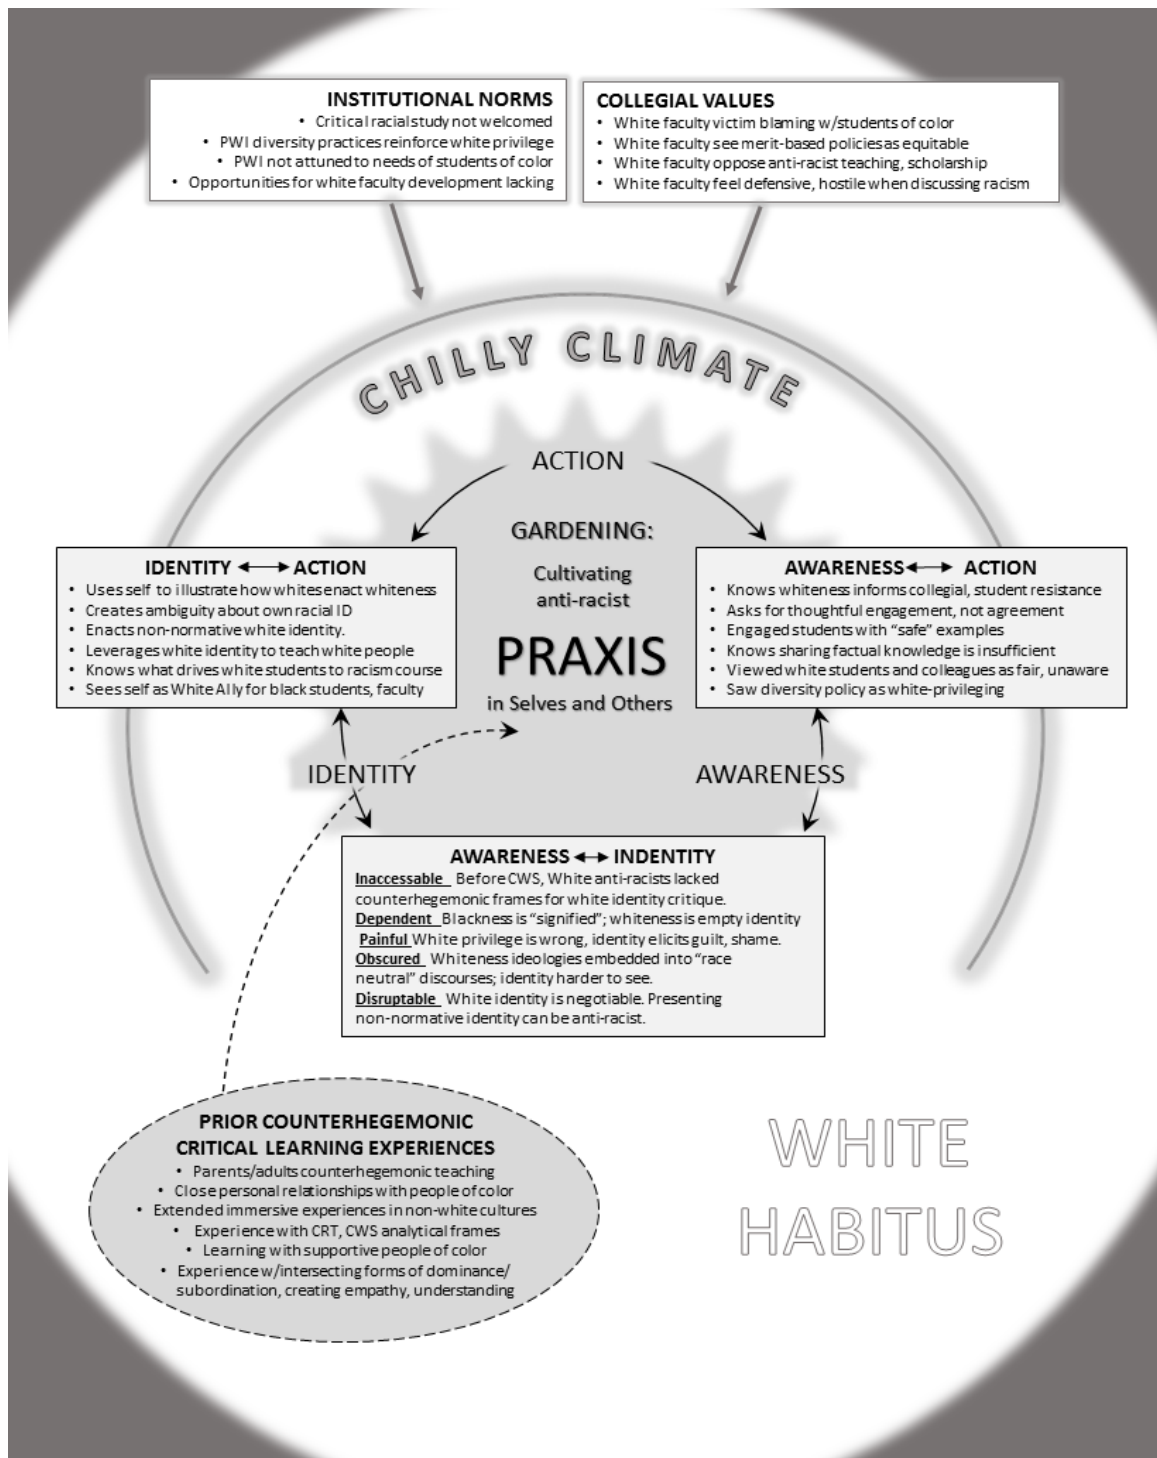 INSTITUTIONAL NORMS
• Critical racial study not welcomed
• PWI diversity practices reinforce white privilege
• PWI not attuned to needs of students of color
• Opportunities for white faculty development lacking
COLLEGIAL VALUES
• White faculty victim blaming w/students of color
• White faculty see merit-based policies as equitable
• White faculty oppose anti-racist teaching, scholarship
• White faculty feel defensive, hostile when discussing racism
CHILLY CLIMATE
ACTION
GARDENING:
Cultivating
anti-racist
PRAXIS
in Selves and Others
IDENTITY ⟷ ACTION
• Uses self to illustrate how whites enact whiteness
• Creates ambiguity about own racial ID
• Enacts non-normative white identity.
• Leverages white identity to teach white people
• Knows what drives white students to racism course
• Sees self as White Ally for black students, faculty
AWARENESS ⟷ ACTION
• Knows whiteness informs collegial, student resistance
• Asks for thoughtful engagement, not agreement
• Engaged students with “safe” examples
• Knows sharing factual knowledge is insufficient
• Viewed white students and colleagues as fair, unaware
• Saw diversity policy as white-privileging
IDENTITY
AWARENESS
AWARENESS ⟷ INDENTITY
Inaccessable Before CWS, White anti-racists lacked
counterhegemonic frames for white identity critique.
Dependent Blackness is “signified”; whiteness is empty identity
Painful White privilege is wrong, identity elicits guilt, shame.
Obscured Whiteness ideologies embedded into “race
neutral” discourses; identity harder to see.
Disruptable White identity is negotiable. Presenting
non-normative identity can be anti-racist.
PRIOR COUNTERHEGEMONIC
CRITICAL LEARNING EXPERIENCES
• Parents/adults counterhegemonic teaching
• Close personal relationships with people of color
• Extended immersive experiences in non-white cultures
• Experience with CRT, CWS analytical frames
• Learning with supportive people of color
• Experience w/intersecting forms of dominance/
subordination, creating empathy, understanding
WHITE
HABITUS